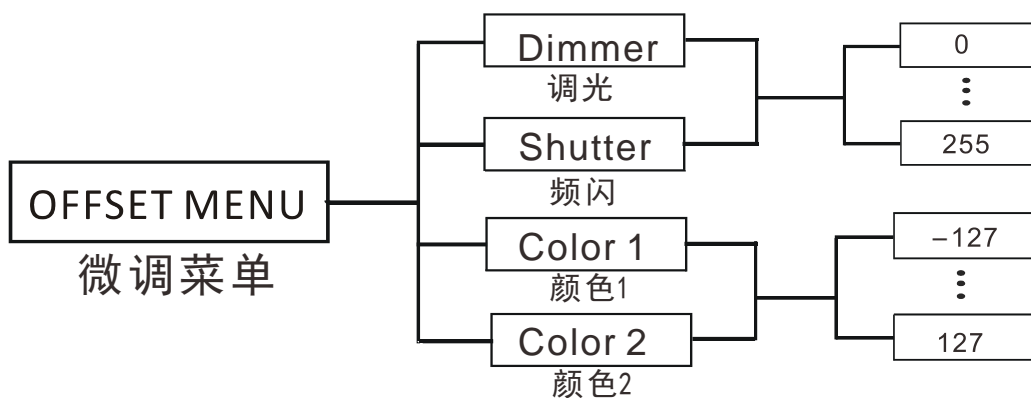 OFFSET MENU
微调菜单
Dimmer
调光
Shutter
频闪
Color 1
颜色1
Color 2
颜色2
0
255
–127
127